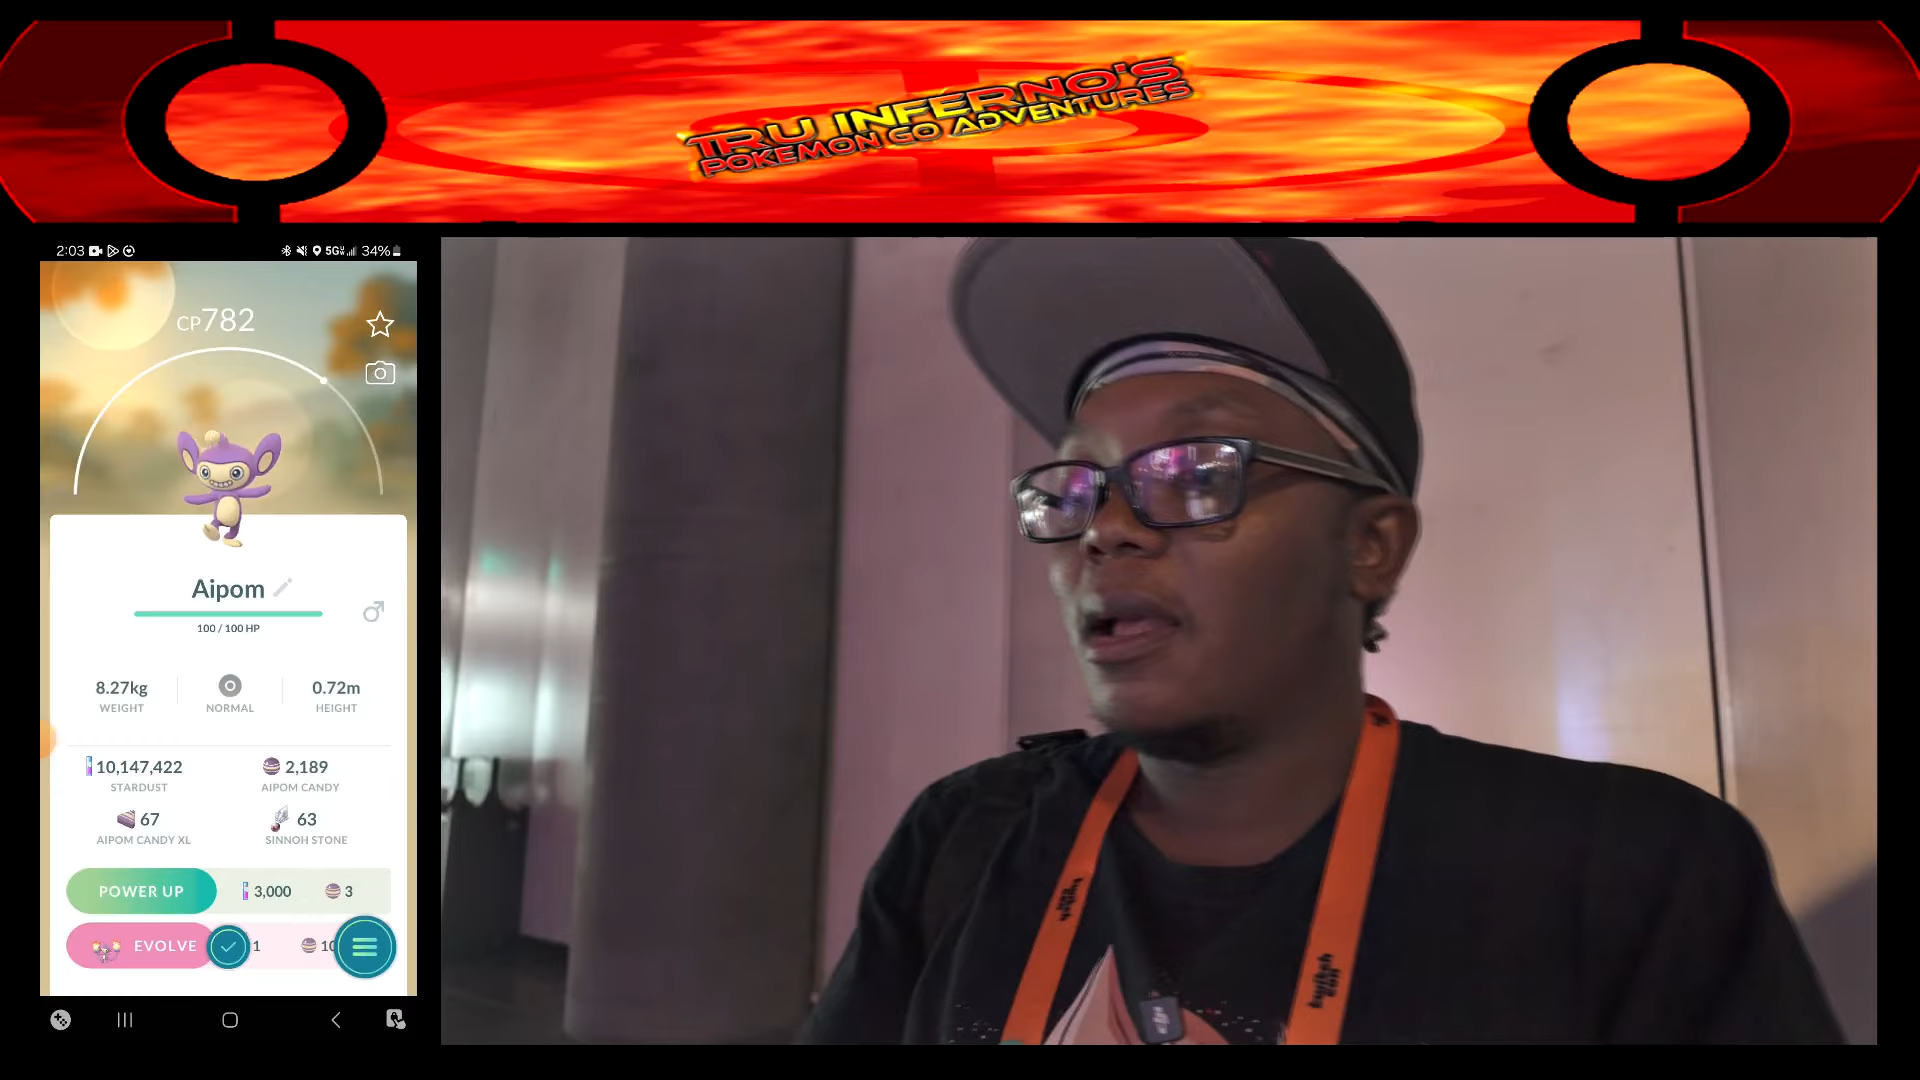 TRU INFERNO'S
POKEMON GO ADVENTURES
2:03
5G
34%
CP782
Aipom
100 / 100 HP
8.27kg
WEIGHT
NORMAL
0.72m
HEIGHT
10,147,422
STARDUST
2,189
AIPOM CANDY
67
AIPOM CANDY XL
63
SINNOH STONE
POWER UP
3,000
3
EVOLVE
1
10
dji